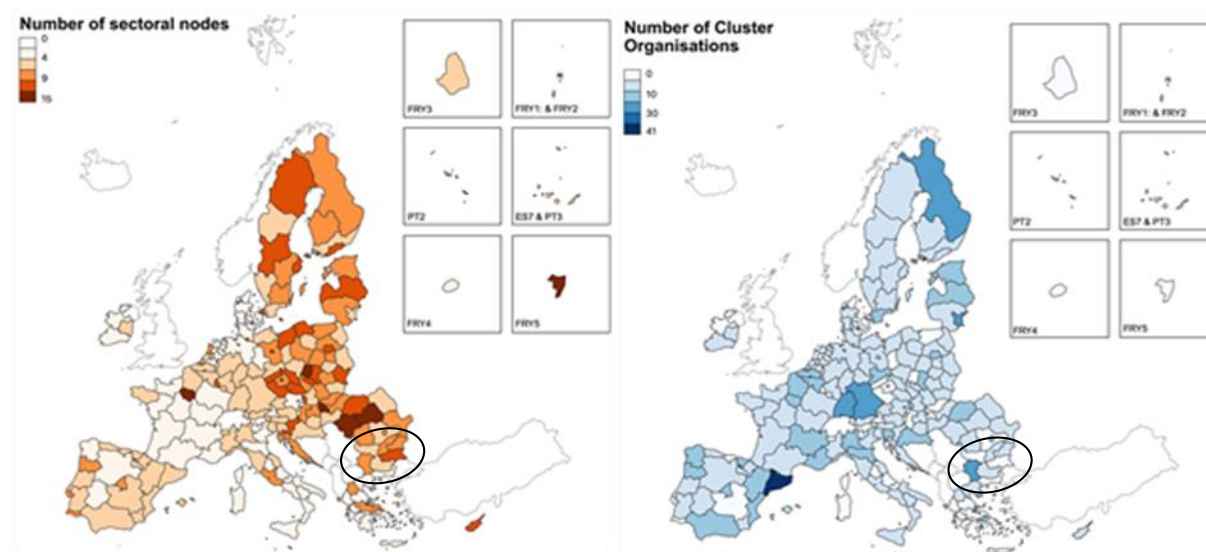 Number of sectoral nodes
0
4
9
15
FRY3
FRY1: & FRY2
PT2
ES7 & PT3
FRY4
FRY5
Number of Cluster
Organisations
0
10
30
41
FRY3
FRY1: & FRY2
PT2
ES7 & PT3
FRY4
FRY5